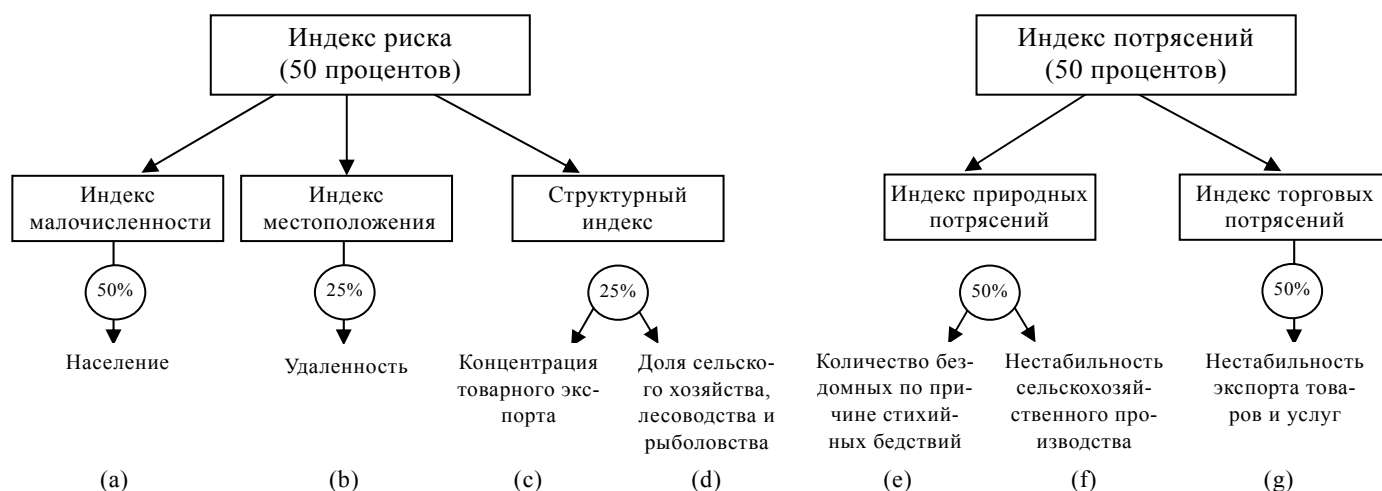 Индекс риска
(50 процентов)
Индекс потрясений
(50 процентов)
Индекс
малочисленности
Индекс
местоположения
Структурный
индекс
Индекс природных
потрясений
Индекс торговых
потрясений
50%
25%
25%
50%
50%
Население
Удаленность
Концентрация
товарного экс-
порта
Доля сельско-
го хозяйства,
лесоводства и
рыболовства
Количество без-
домных по при-
чине стихий-
ных бедствий
Нестабильность
сельскохозяй-
ственного про-
изводства
Нестабильность
экспорта това-
ров и услуг
(a)
(b)
(c)
(d)
(e)
(f)
(g)